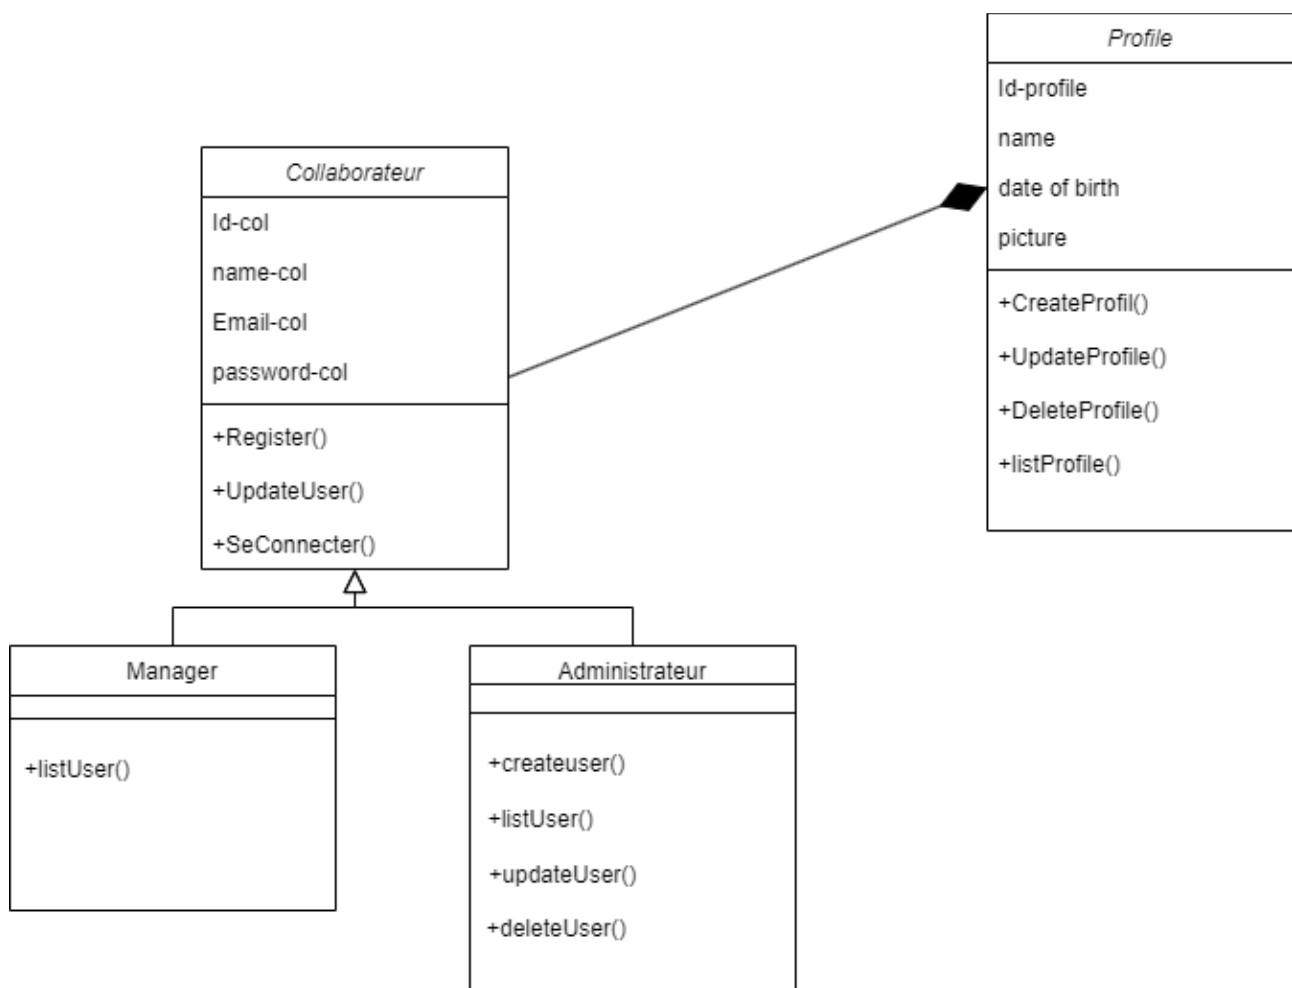 Profile
Id-profile
name
date of birth
picture
+CreateProfil()
+UpdateProfile()
+DeleteProfile()
+listProfile()
Collaborateur
Id-col
name-col
Email-col
password-col
+Register()
+UpdateUser()
+SeConnecter()
Manager
+listUser()
Administrateur
+createuser()
+listUser()
+updateUser()
+deleteUser()